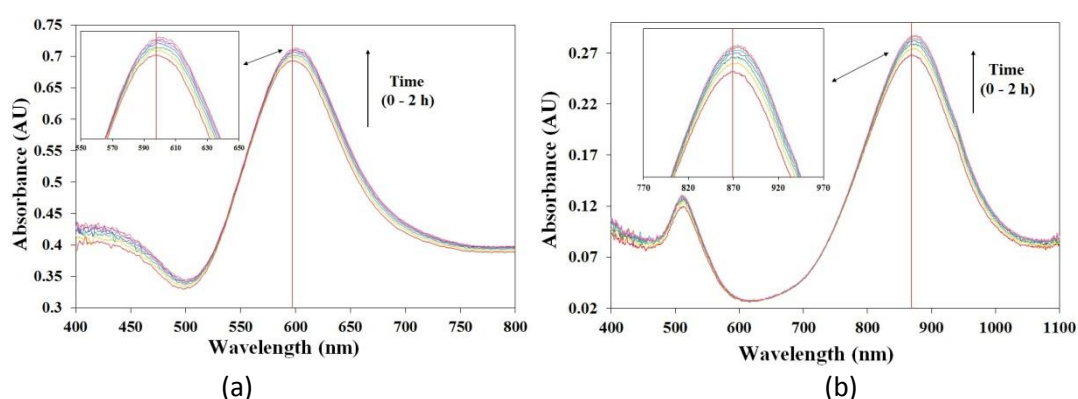 0.75
0.7
0.65
0.6
0.55
0.5
0.45
0.4
0.35
0.3
Absorbance (AU)
550 570 590 610 630 650
Time
(0 - 2 h)
400 450 500 550 600 650 700 750 800
Wavelength (nm)
(a)
0.27
0.22
0.17
0.12
0.07
0.02
Absorbance (AU)
770 820 870 920 970
Time
(0 - 2 h)
400 500 600 700 800 900 1000 1100
Wavelength (nm)
(b)